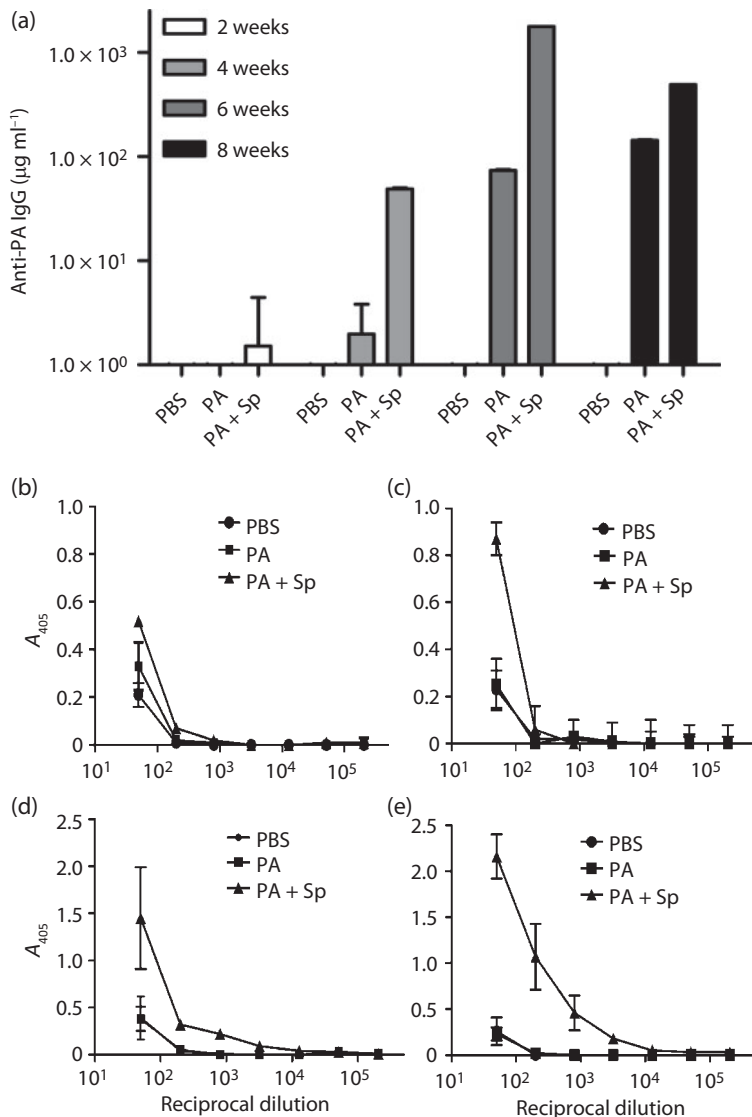 (a)
2 weeks
4 weeks
6 weeks
8 weeks
Anti-PA IgG (μg ml⁻¹)
1.0 × 10³
1.0 × 10²
1.0 × 10¹
1.0 × 10⁰
PBS
PA
PA + Sp
PBS
PA
PA + Sp
PBS
PA
PA + Sp
PBS
PA
PA + Sp
(b)
1.0
0.8
0.6
0.4
0.2
0
A₄₀₅
PBS
PA
PA + Sp
10¹ 10² 10³ 10⁴ 10⁵
(c)
1.0
0.8
0.6
0.4
0.2
0
PBS
PA
PA + Sp
10¹ 10² 10³ 10⁴ 10⁵
(d)
2.5
2.0
1.5
1.0
0.5
0
A₄₀₅
PBS
PA
PA + Sp
10¹ 10² 10³ 10⁴ 10⁵
Reciprocal dilution
(e)
2.5
2.0
1.5
1.0
0.5
0
PBS
PA
PA + Sp
10¹ 10² 10³ 10⁴ 10⁵
Reciprocal dilution